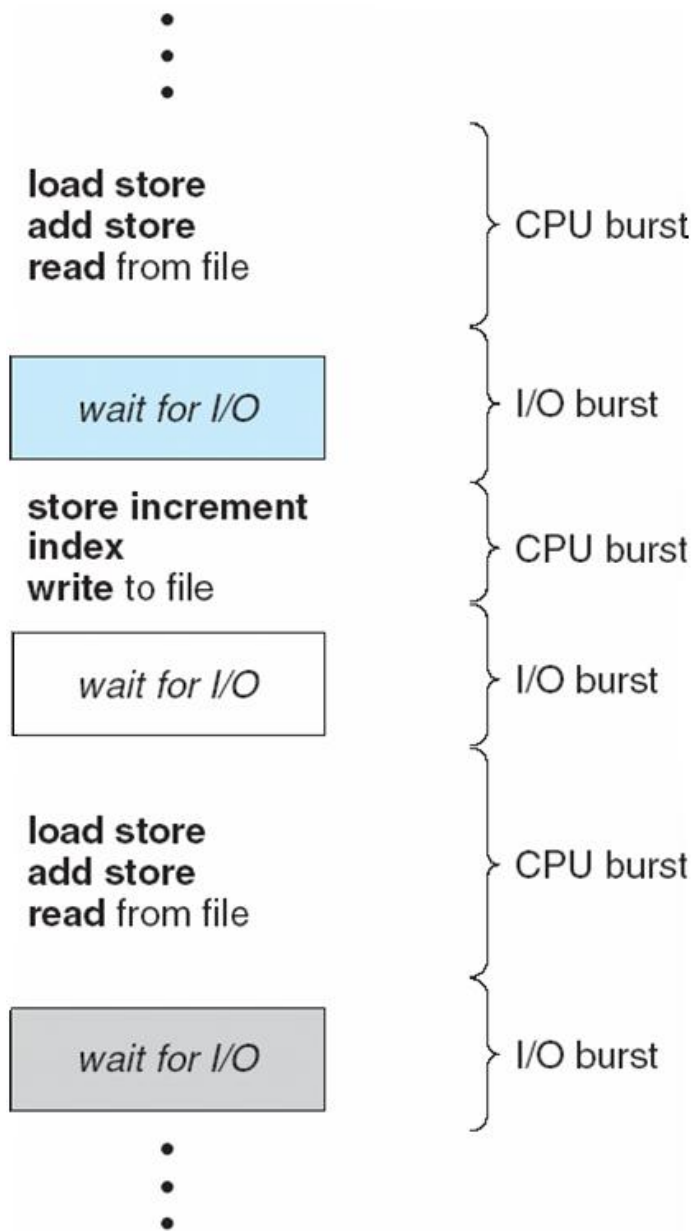 load store
add store
read from file
CPU burst
wait for I/O
I/O burst
store increment
index
write to file
CPU burst
wait for I/O
I/O burst
load store
add store
read from file
CPU burst
wait for I/O
I/O burst